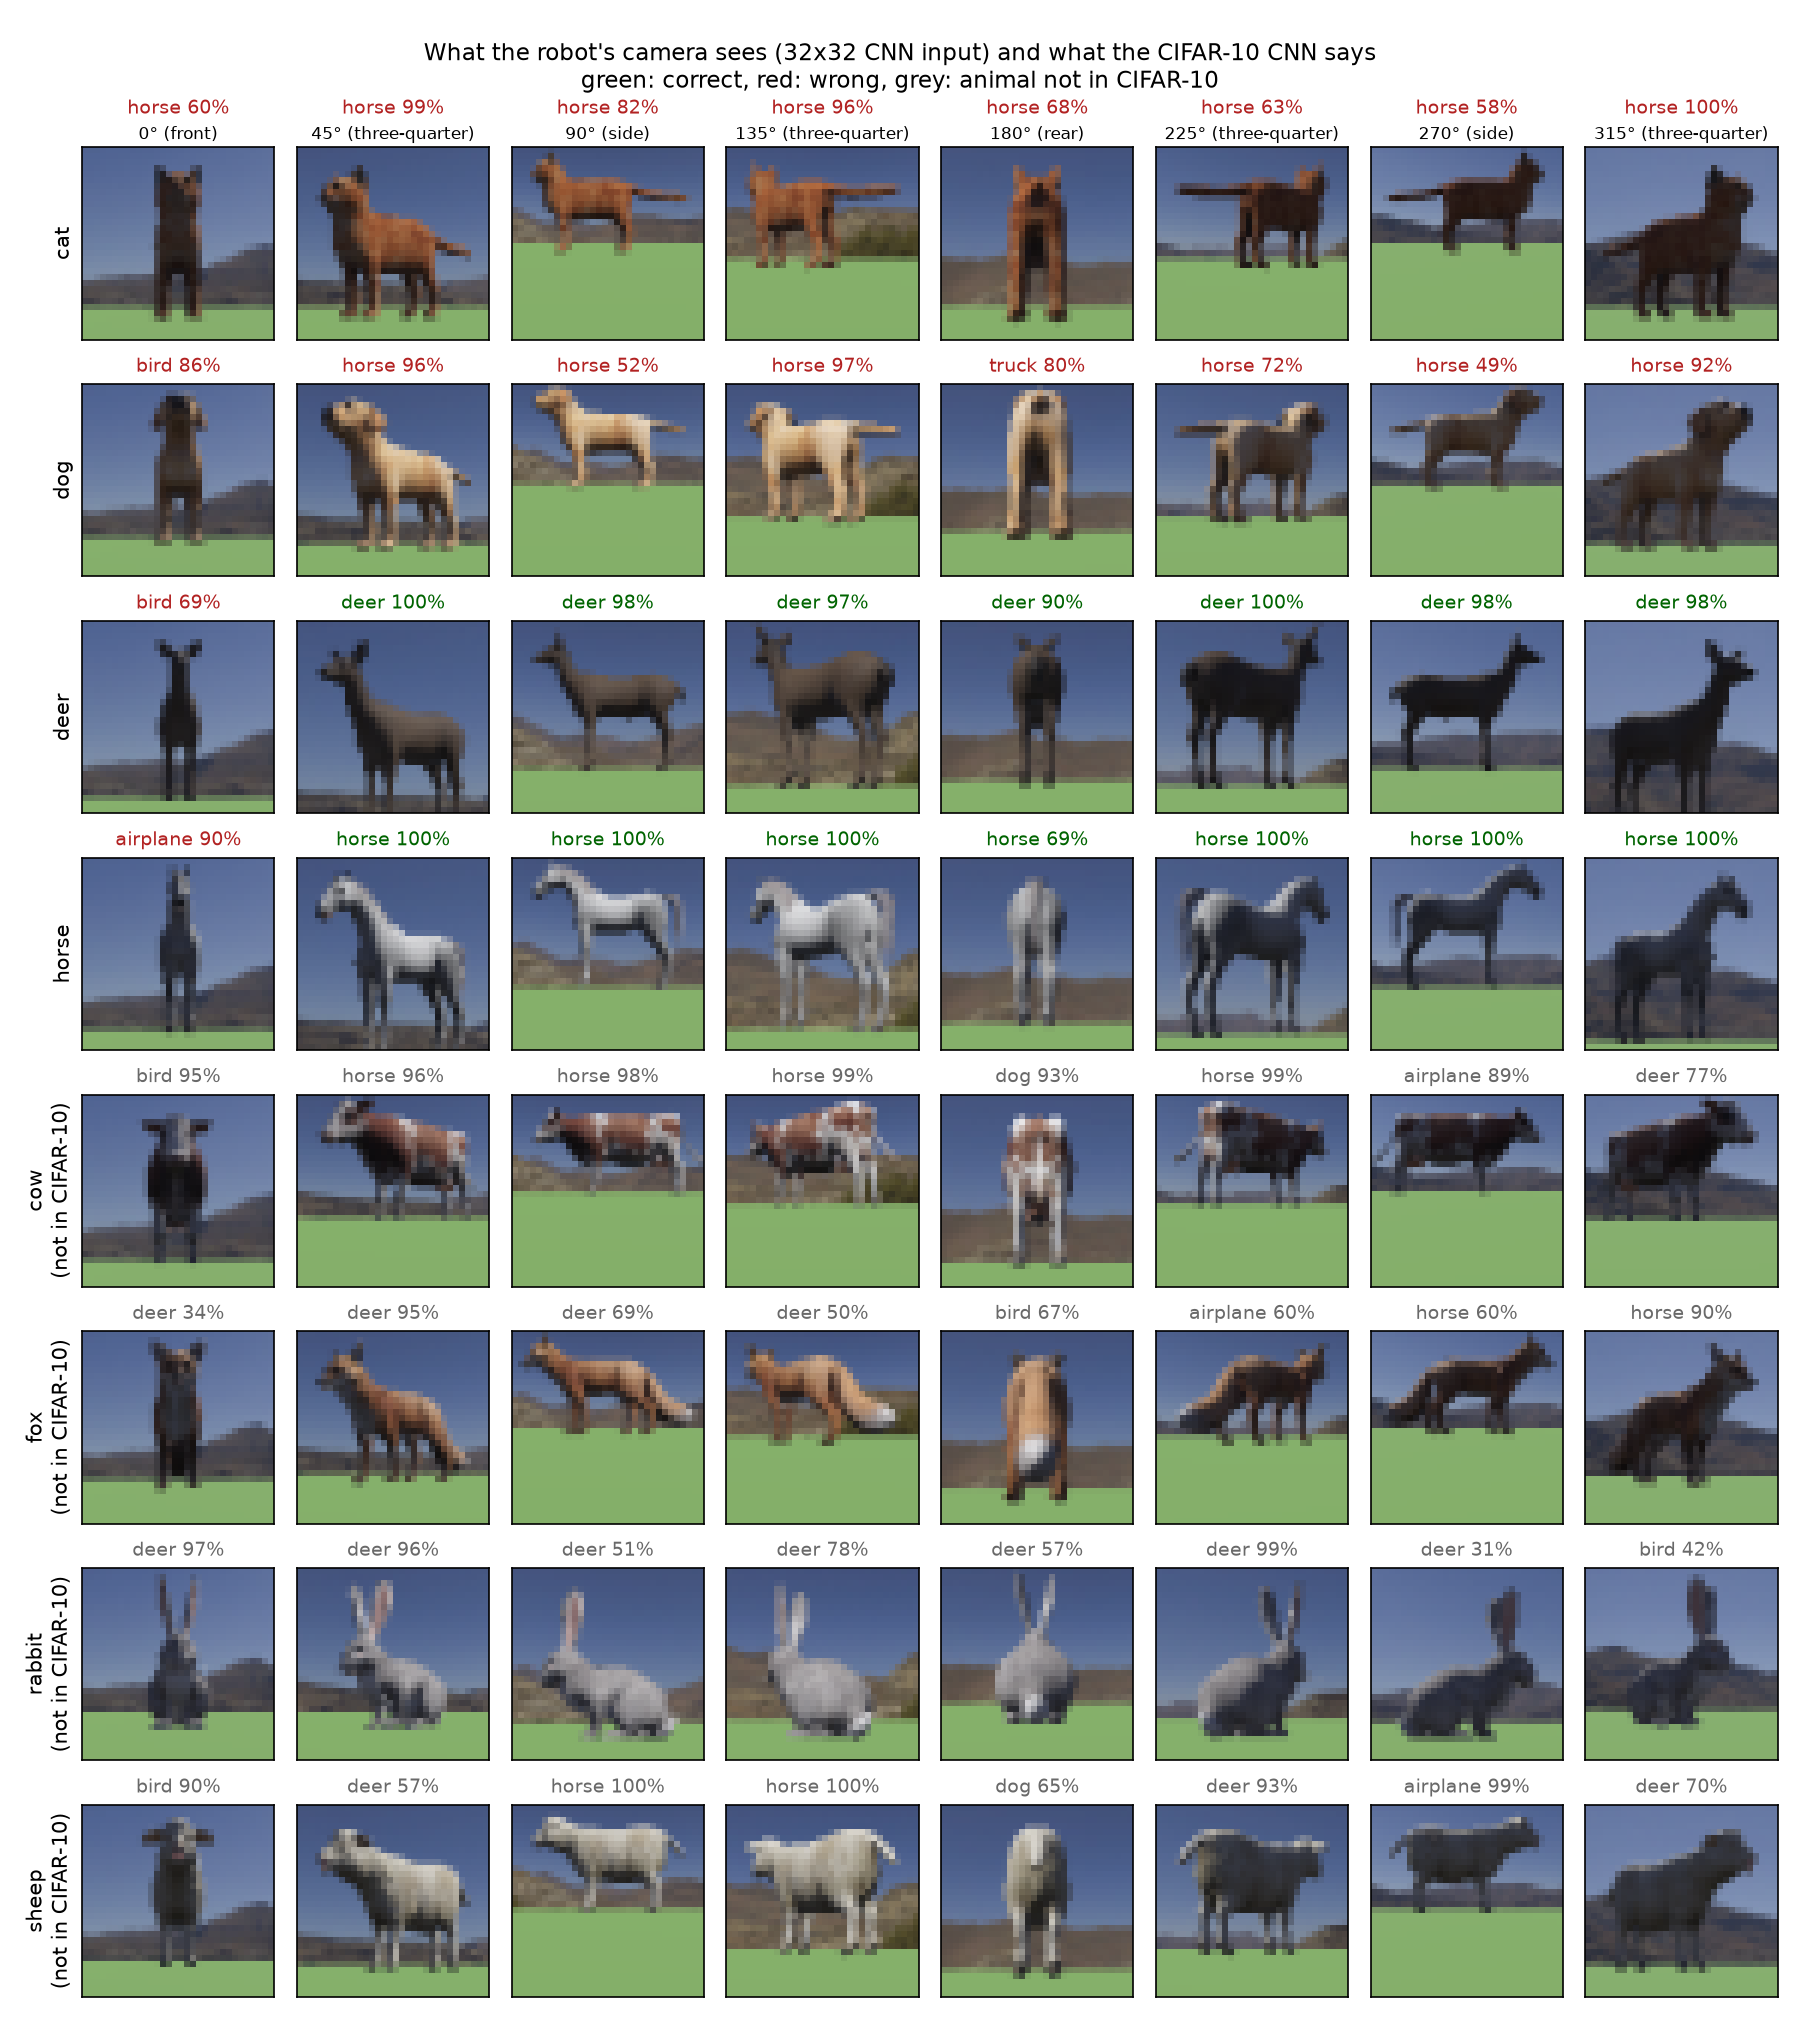 What the robot's camera sees (32x32 CNN input) and what the CIFAR-10 CNN says
green: correct, red: wrong, grey: animal not in CIFAR-10
horse 60% horse 99% horse 82% horse 96% horse 68% horse 63% horse 58% horse 100%
0° (front) 45° (three-quarter) 90° (side) 135° (three-quarter) 180° (rear) 225° (three-quarter) 270° (side) 315° (three-quarter)
cat
bird 86% horse 96% horse 52% horse 97% truck 80% horse 72% horse 49% horse 92%
dog
bird 69% deer 100% deer 98% deer 97% deer 90% deer 100% deer 98% deer 98%
deer
airplane 90% horse 100% horse 100% horse 100% horse 69% horse 100% horse 100% horse 100%
horse
bird 95% horse 96% horse 98% horse 99% dog 93% horse 99% airplane 89% deer 77%
cow
(not in CIFAR-10)
deer 34% deer 95% deer 69% deer 50% bird 67% airplane 60% horse 60% horse 90%
fox
(not in CIFAR-10)
deer 97% deer 96% deer 51% deer 78% deer 57% deer 99% deer 31% bird 42%
rabbit
(not in CIFAR-10)
bird 90% deer 57% horse 100% horse 100% dog 65% deer 93% airplane 99% deer 70%
sheep
(not in CIFAR-10)